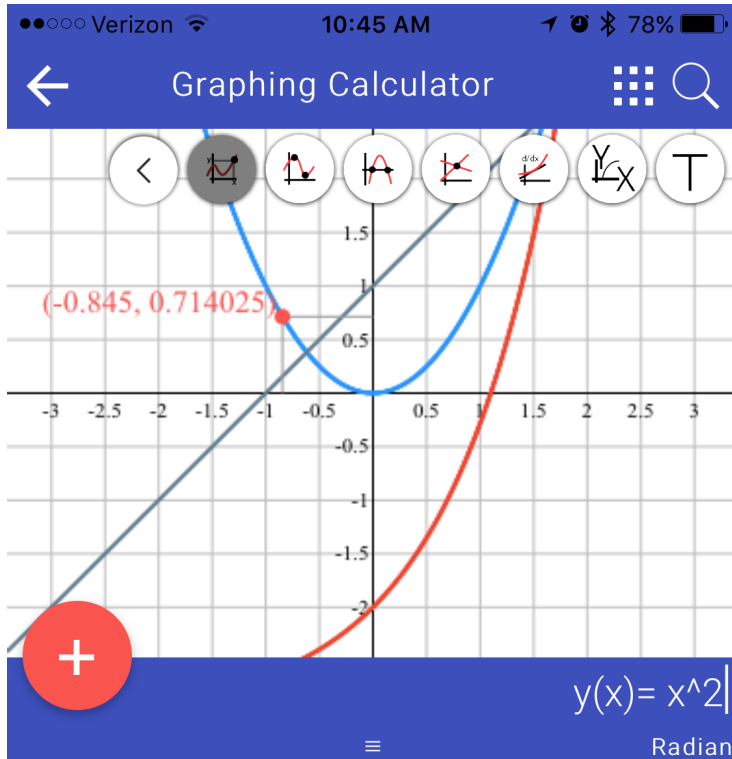 Verizon 10:45 AM 78%
Graphing Calculator
y x d/dx Y X T
1.5
1
(-0.845, 0.714025)
0.5
-3 -2.5 -2 -1.5 -1 -0.5 0.5 1 1.5 2 2.5 3
-0.5
-1
-1.5
-2
+
y(x)= x^2
Radian